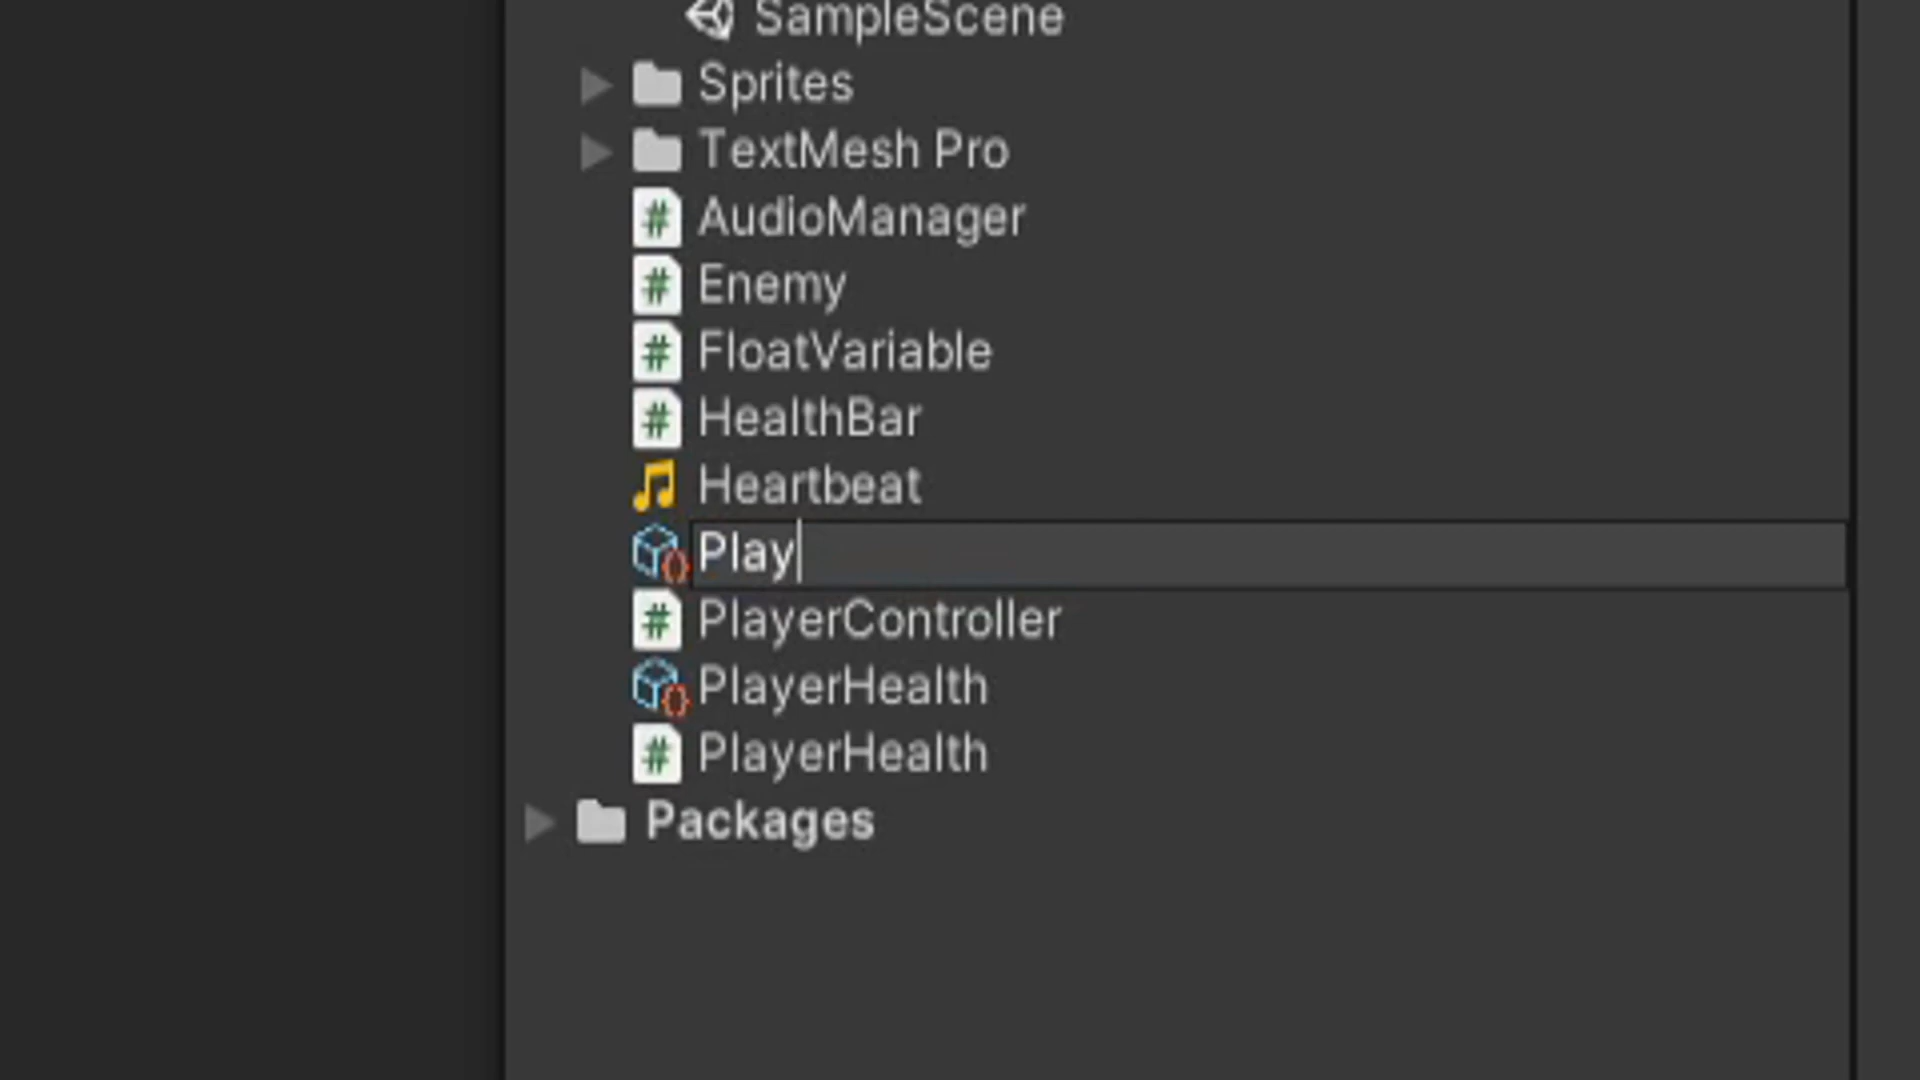 SampleScene
Sprites
TextMesh Pro
AudioManager
Enemy
FloatVariable
HealthBar
Heartbeat
Play
PlayerController
PlayerHealth
PlayerHealth
Packages